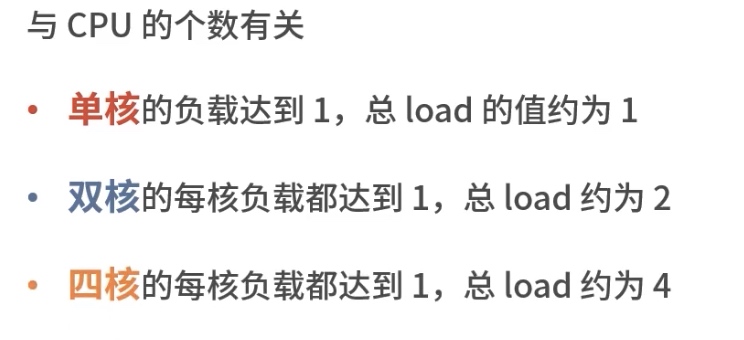 与 CPU 的个数有关
• 单核的负载达到 1，总 load 的值约为 1
• 双核的每核负载都达到 1，总 load 约为 2
• 四核的每核负载都达到 1，总 load 约为 4